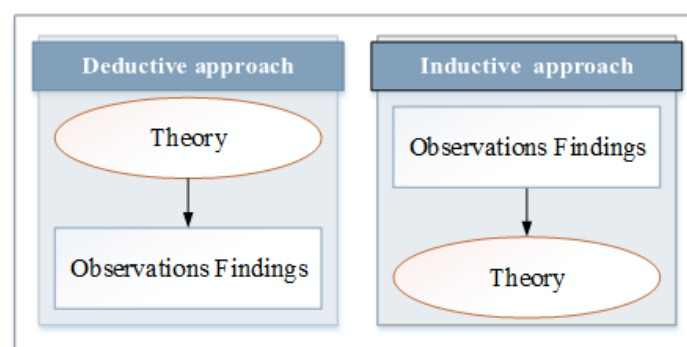 Deductive approach
Theory
Observations Findings
Inductive approach
Observations Findings
Theory